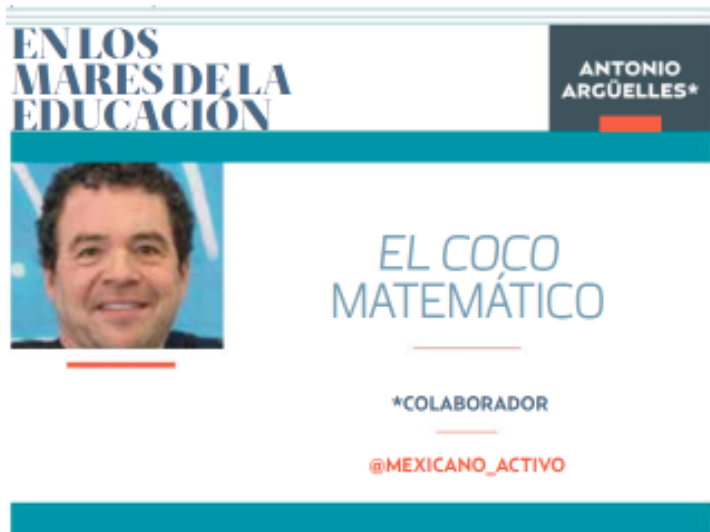 EN LOS
MARES DE LA
EDUCACIÓN
ANTONIO
ARGÜELLES*
EL COCO
MATEMÁTICO
*COLABORADOR
@MEXICANO_ACTIVO